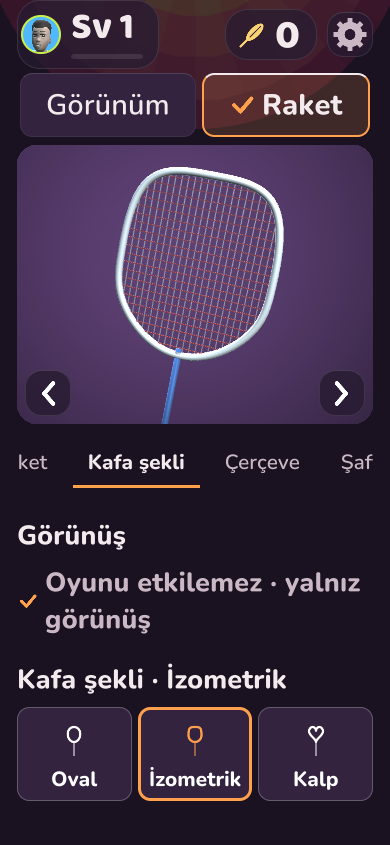 Sv 1
0
Görünüm
Raket
ket
Kafa şekli
Çerçeve
Şaf
Görünüş
Oyunu etkilemez · yalnız
görünüş
Kafa şekli · İzometrik
Oval
İzometrik
Kalp